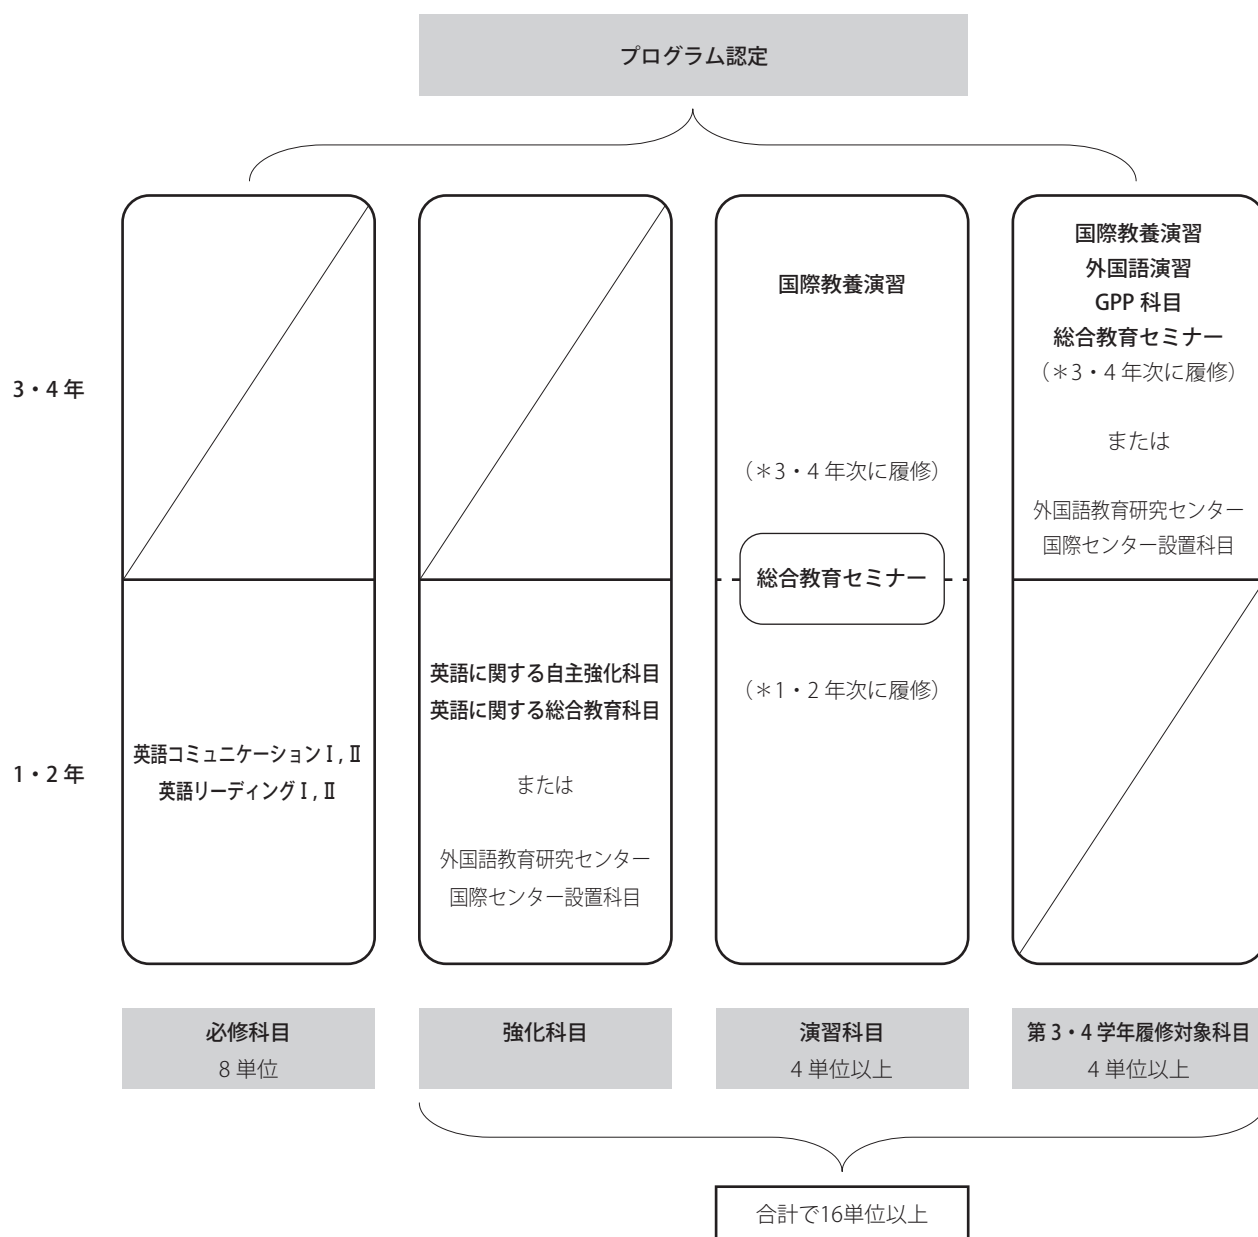 プログラム認定
3・4年
国際教養演習
(＊3・4年次に履修)
国際教養演習
外国語演習
GPP 科目
総合教育セミナー
(＊3・4年次に履修)
または
外国語教育研究センター
国際センター設置科目
総合教育セミナー
1・2年
英語コミュニケーションⅠ, Ⅱ
英語リーディングⅠ, Ⅱ
英語に関する自主強化科目
英語に関する総合教育科目
または
外国語教育研究センター
国際センター設置科目
(＊1・2年次に履修)
必修科目
8 単位
強化科目
演習科目
4 単位以上
第 3・4 学年履修対象科目
4 単位以上
合計で16単位以上